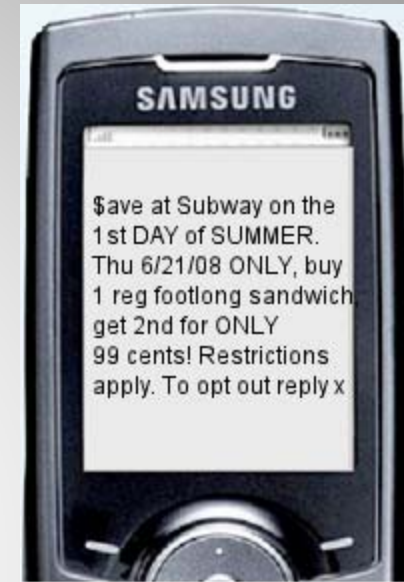 SAMSUNG
$ave at Subway on the
1st DAY of SUMMER.
Thu 6/21/08 ONLY, buy
1 reg footlong sandwich,
get 2nd for ONLY
99 cents! Restrictions
apply. To opt out reply x